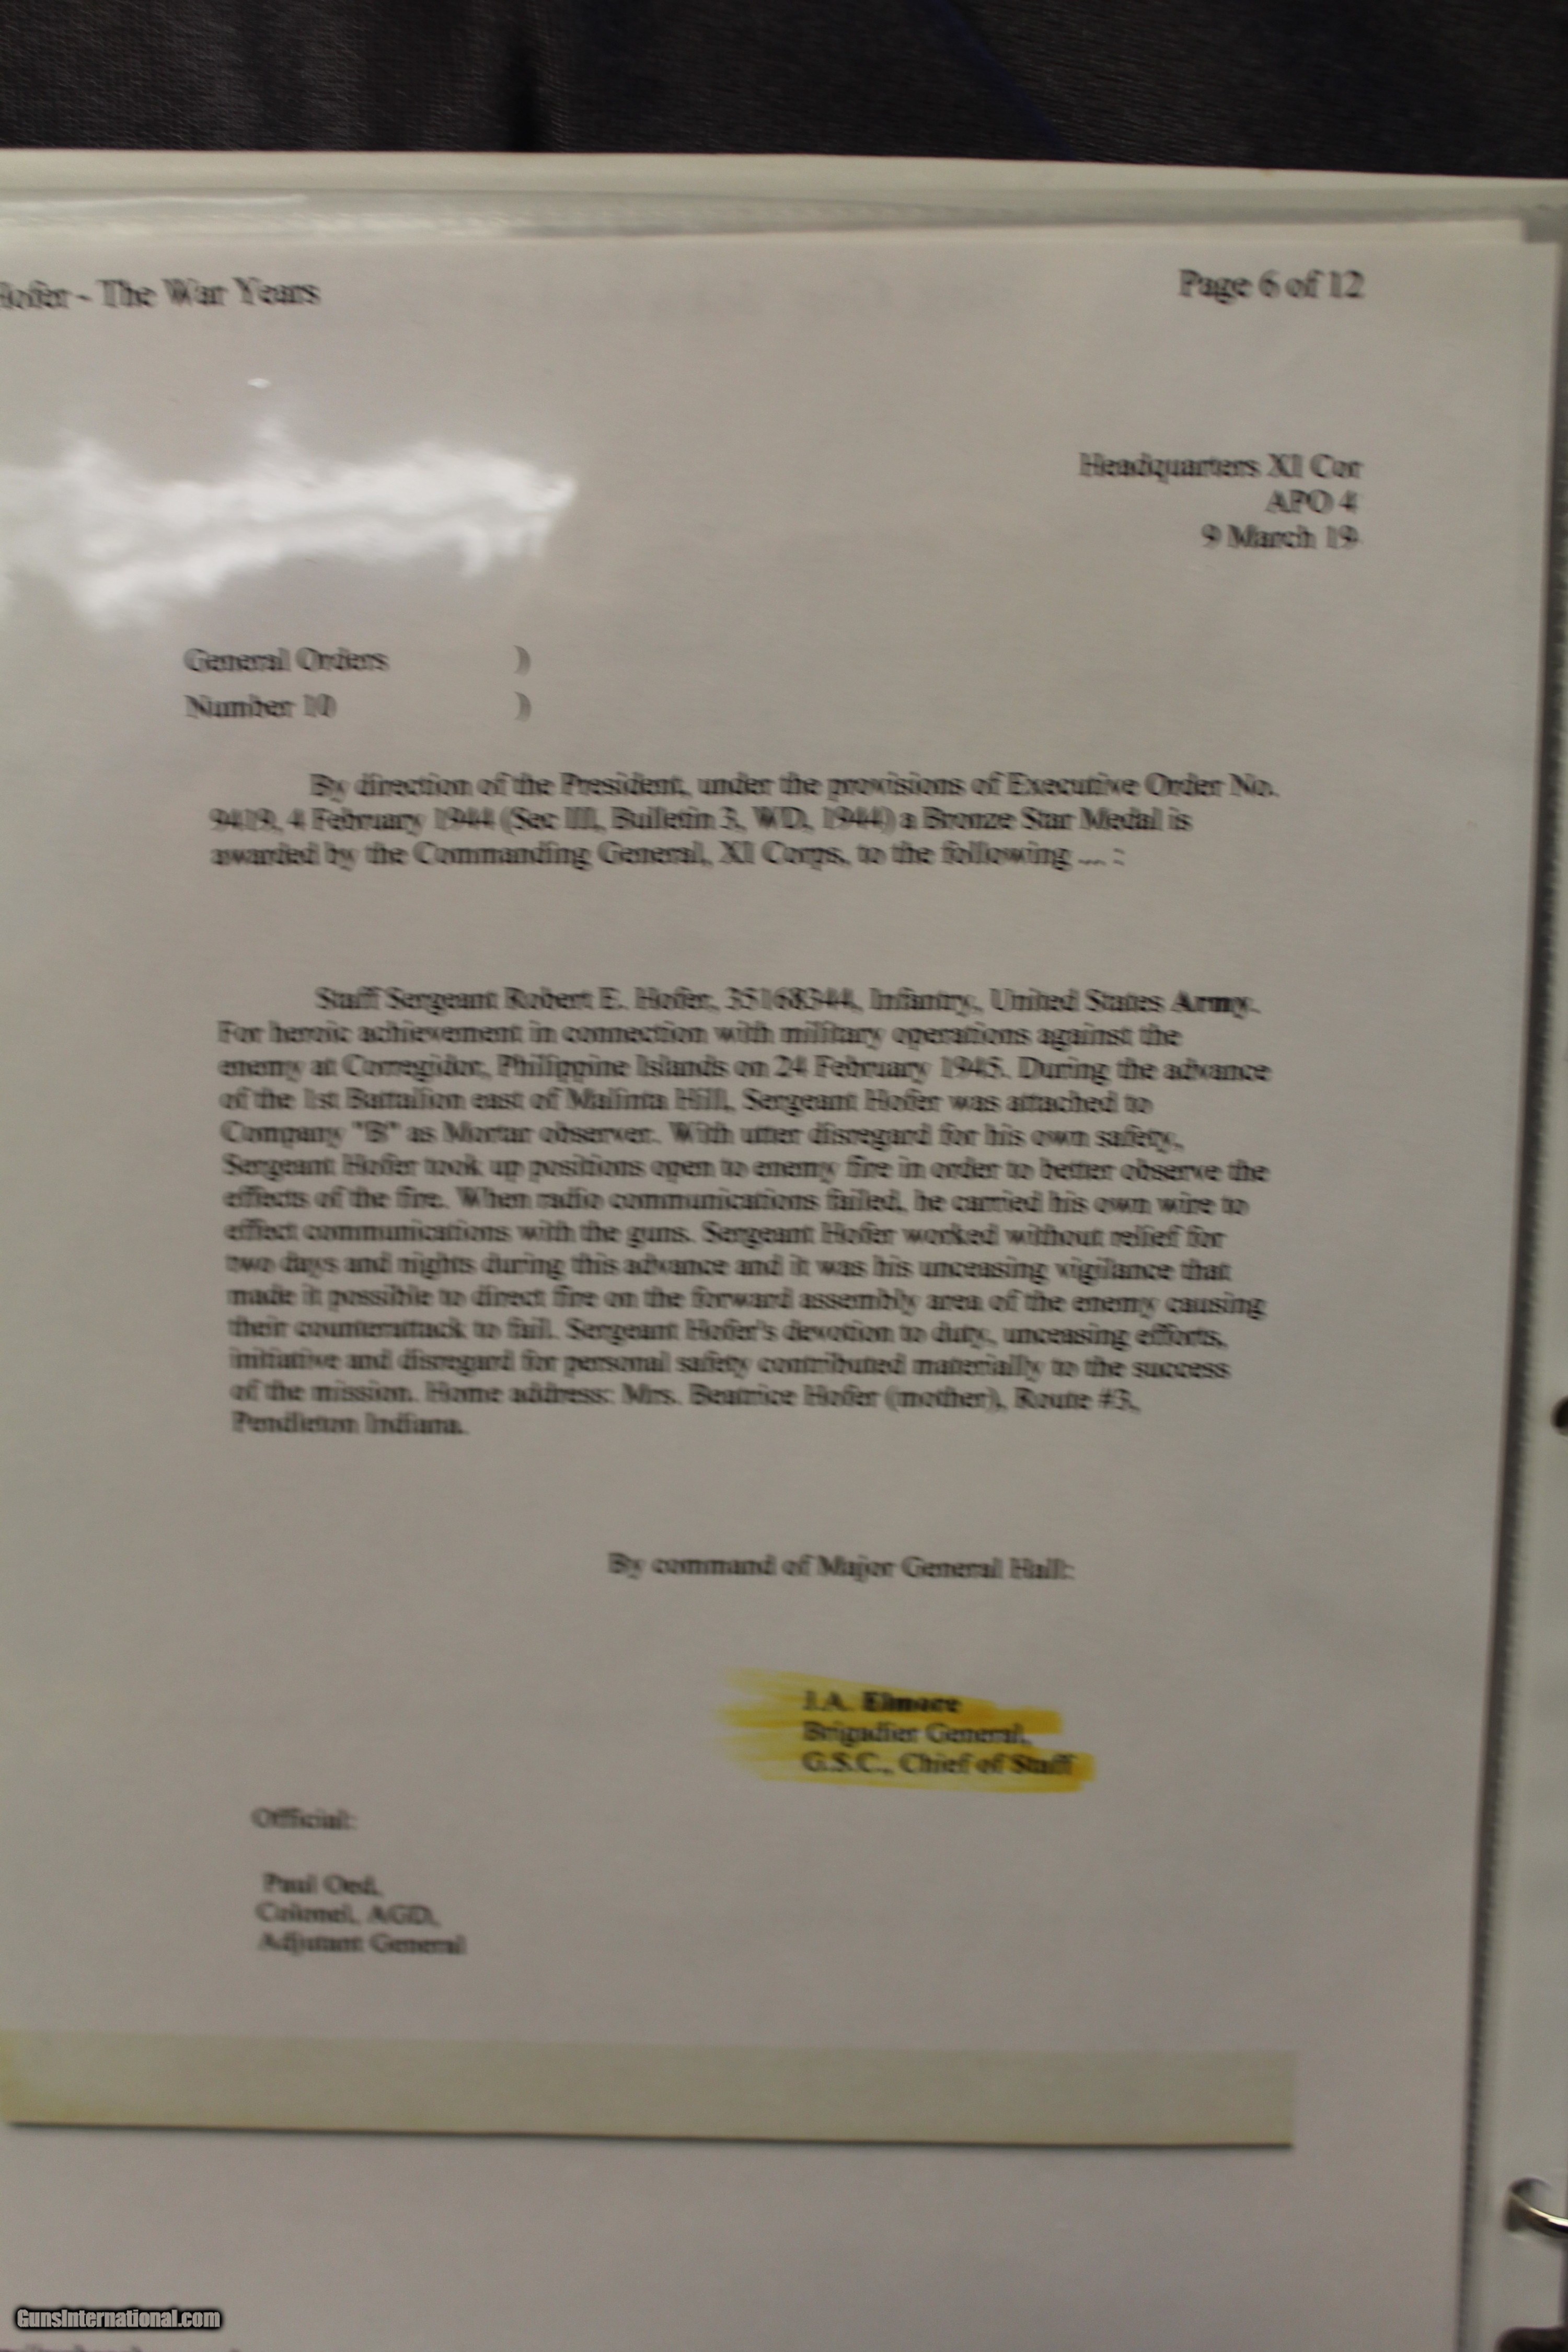 Hofer - The War Years
Page 6 of 12
Headquarters XI Cor
APO 4
9 March 19
General Orders )
Number 10 )
By direction of the President, under the provisions of Executive Order No.
9419, 4 February 1944 (Sec III, Bulletin 3, WD, 1944) a Bronze Star Medal is
awarded by the Commanding General, XI Corps, to the following .... :
Staff Sergeant Robert E. Hofer, 35168344, Infantry, United States Army.
For heroic achievement in connection with military operations against the
enemy at Corregidor, Philippine Islands on 24 February 1945. During the advance
of the 1st Battalion east of Malinta Hill, Sergeant Hofer was attached to
Company "B" as Mortar observer. With utter disregard for his own safety,
Sergeant Hofer took up positions open to enemy fire in order to better observe the
effects of the fire. When radio communications failed, he carried his own wire to
effect communications with the guns. Sergeant Hofer worked without relief for
two days and nights during this advance and it was his unceasing vigilance that
made it possible to direct fire on the forward assembly area of the enemy causing
their counterattack to fail. Sergeant Hofer's devotion to duty, unceasing efforts,
initiative and disregard for personal safety contributed materially to the success
of the mission. Home address: Mrs. Beatrice Hofer (mother), Route #3,
Pendleton Indiana.
By command of Major General Hall:
J.A. Elmore
Brigadier General,
G.S.C., Chief of Staff
Official:
Paul Oed,
Colonel, AGD,
Adjutant General
GunsInternational.com